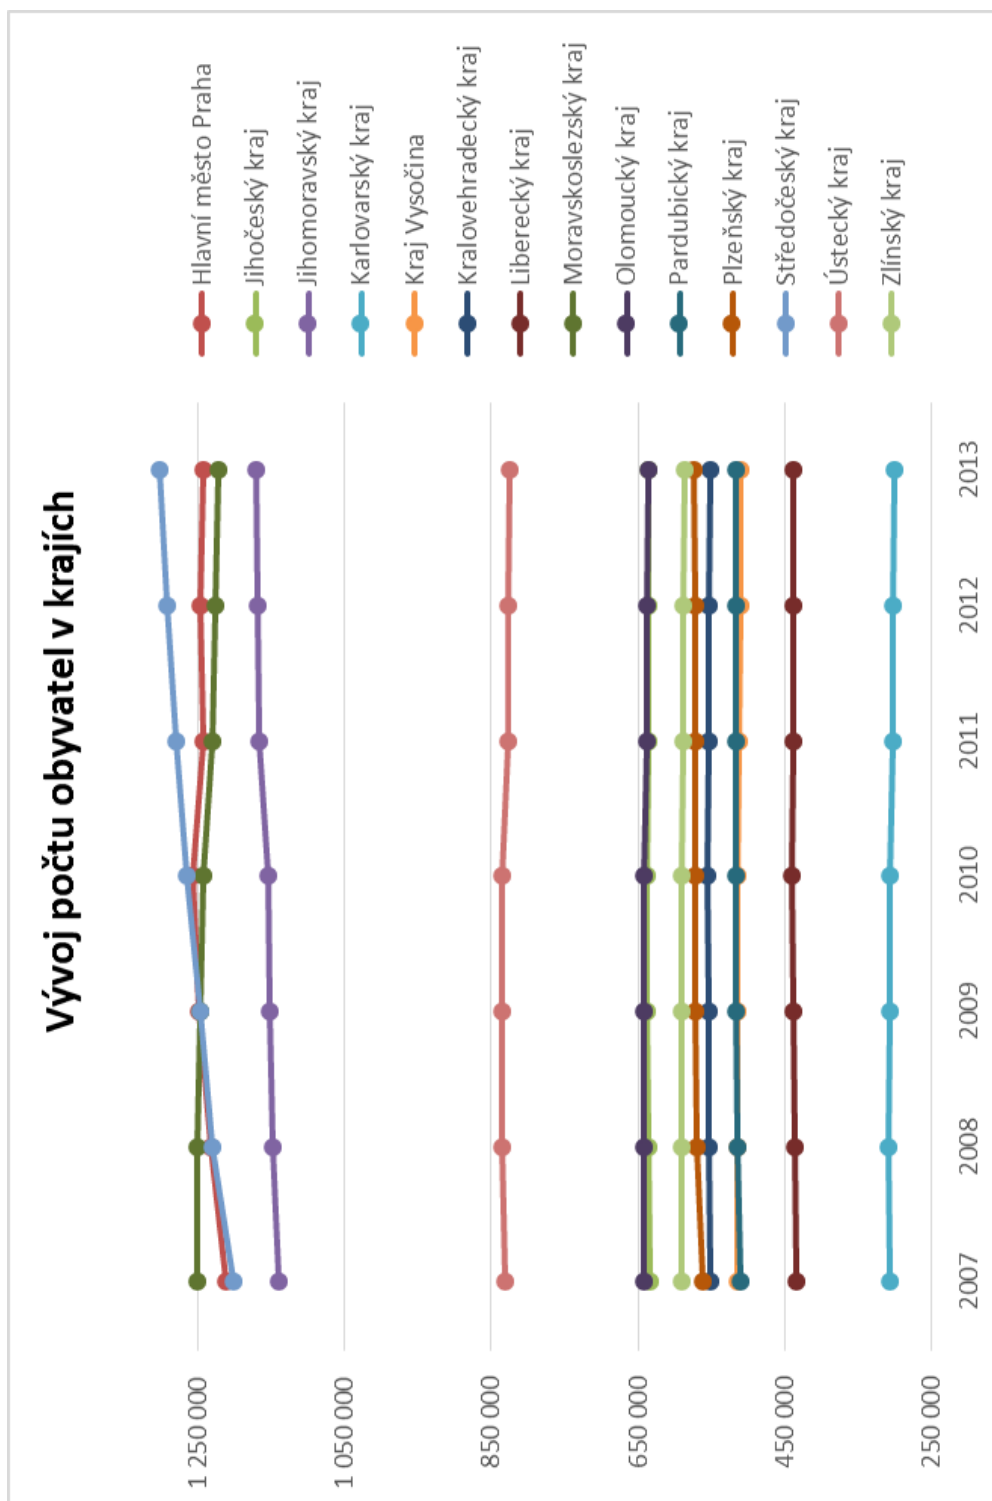 Vývoj počtu obyvatel v krajích
1 250 000
1 050 000
850 000
650 000
450 000
250 000
2007
2008
2009
2010
2011
2012
2013
Hlavní město Praha
Jihočeský kraj
Jihomoravský kraj
Karlovarský kraj
Kraj Vysočina
Kralovehradecký kraj
Liberecký kraj
Moravskoslezský kraj
Olomoucký kraj
Pardubický kraj
Plzeňský kraj
Středočeský kraj
Ústecký kraj
Zlínský kraj